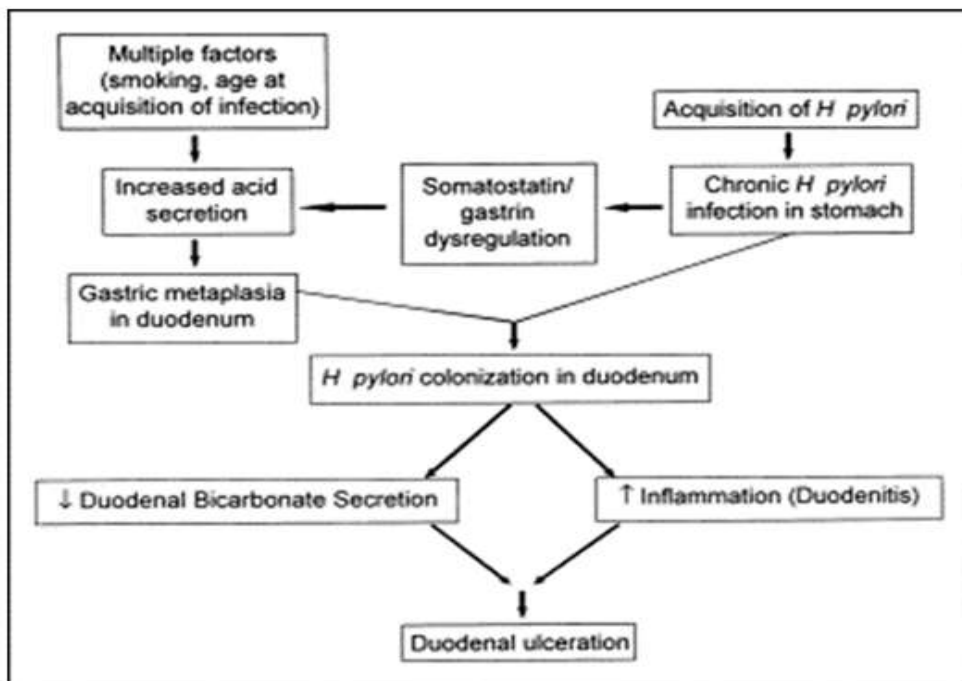 Multiple factors
(smoking, age at
acquisition of infection)
Acquisition of H pylori
Increased acid
secretion
Somatostatin/
gastrin
dysregulation
Chronic H pylori
infection in stomach
Gastric metaplasia
in duodenum
H pylori colonization in duodenum
↓ Duodenal Bicarbonate Secretion
↑ Inflammation (Duodenitis)
Duodenal ulceration